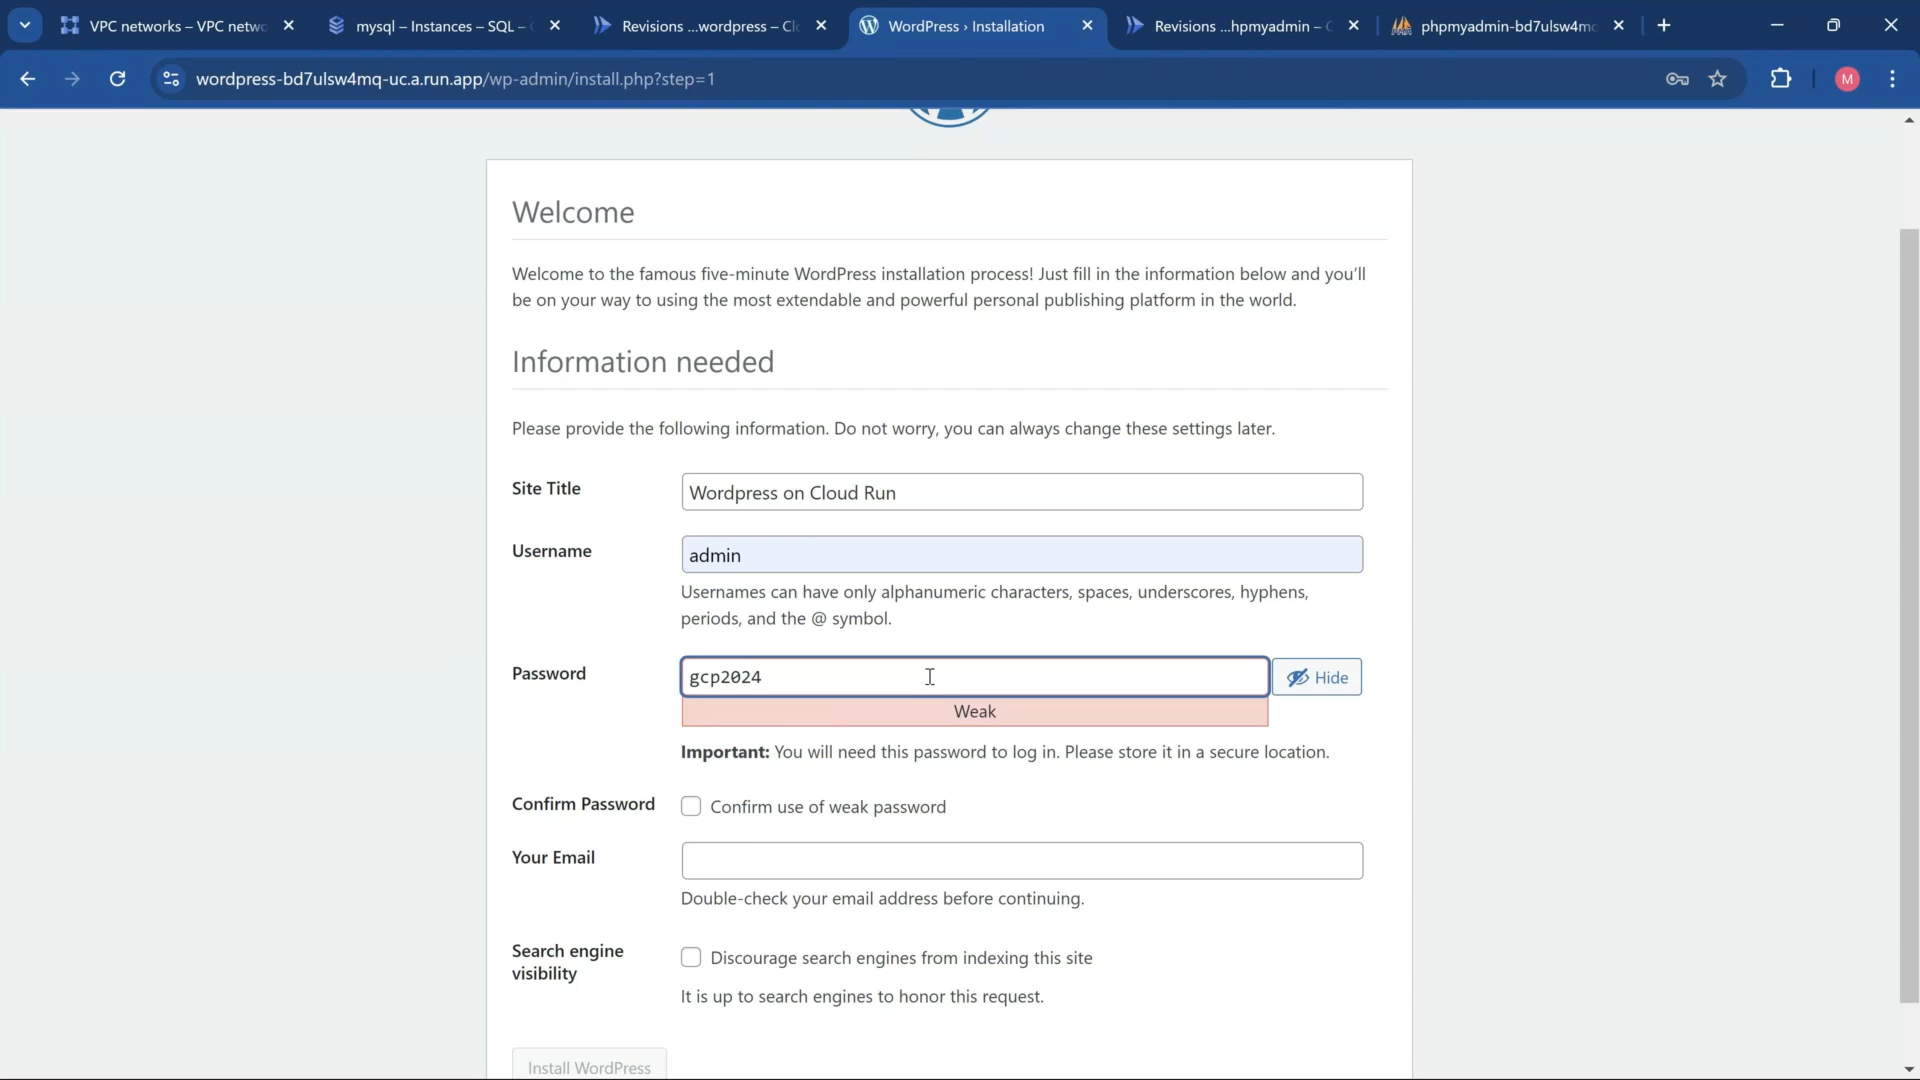 VPC networks – VPC netwo
mysql – Instances – SQL –
Revisions ...wordpress – Cl
WordPress › Installation
Revisions ...hpmyadmin – C
phpmyadmin-bd7ulsw4mq
wordpress-bd7ulsw4mq-uc.a.run.app/wp-admin/install.php?step=1
M
Welcome
Welcome to the famous five-minute WordPress installation process! Just fill in the information below and you'll
be on your way to using the most extendable and powerful personal publishing platform in the world.
Information needed
Please provide the following information. Do not worry, you can always change these settings later.
Site Title
Wordpress on Cloud Run
Username
admin
Usernames can have only alphanumeric characters, spaces, underscores, hyphens,
periods, and the @ symbol.
Password
gcp2024
Hide
Weak
Important: You will need this password to log in. Please store it in a secure location.
Confirm Password
Confirm use of weak password
Your Email
Double-check your email address before continuing.
Search engine
visibility
Discourage search engines from indexing this site
It is up to search engines to honor this request.
Install WordPress